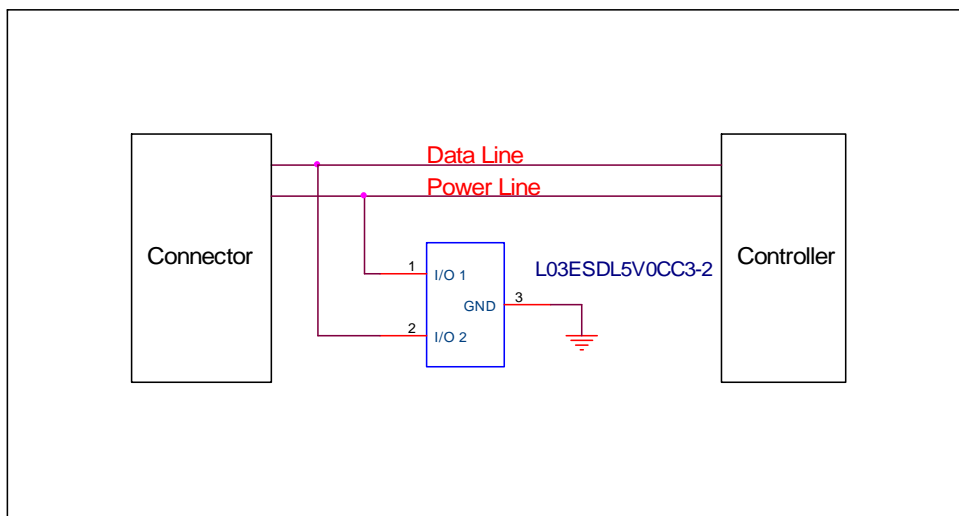 Data Line
Power Line
Connector
L03ESDL5V0CC3-2
Controller
1
I/O 1
GND
3
2
I/O 2